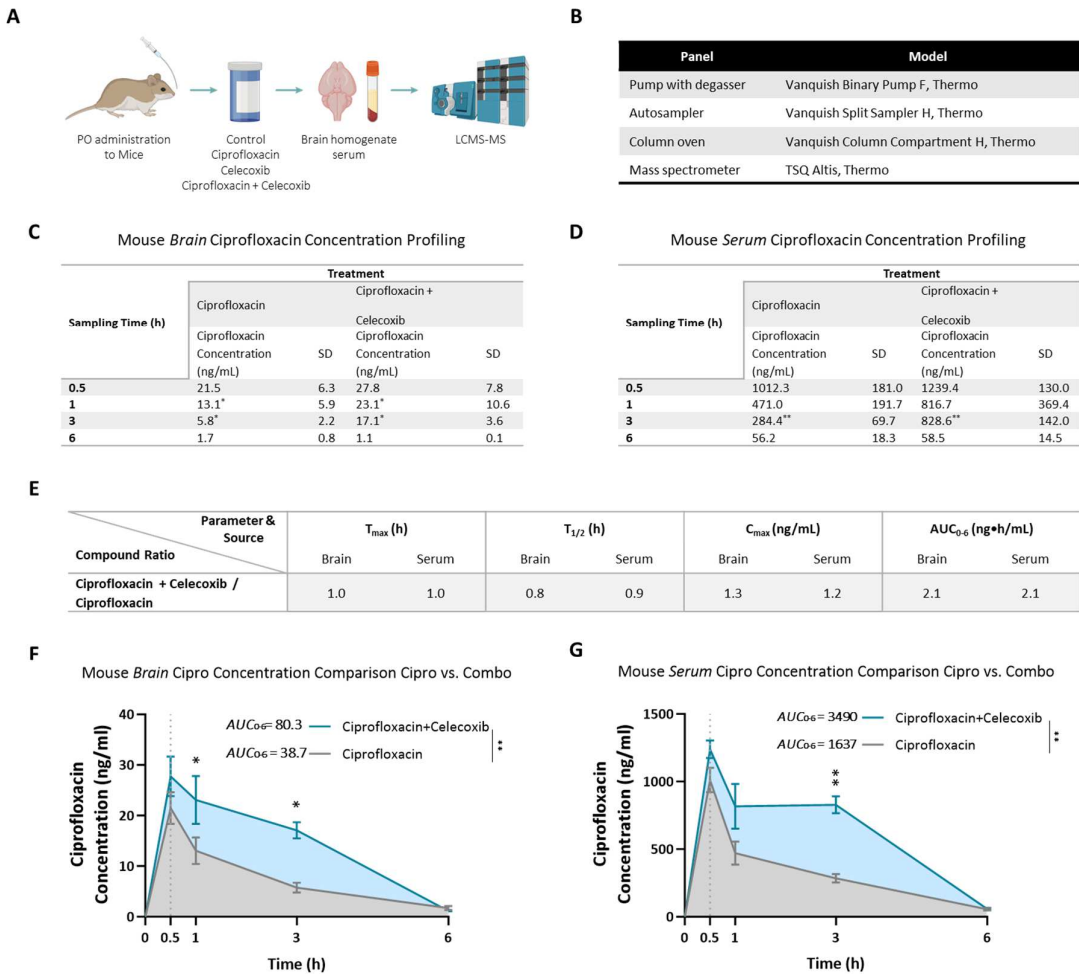 A
PO administration
to Mice
Control
Ciprofloxacin
Celecoxib
Ciprofloxacin + Celecoxib
Brain homogenate
serum
LCMS-MS
B
Panel Model
Pump with degasser Vanquish Binary Pump F, Thermo
Autosampler Vanquish Split Sampler H, Thermo
Column oven Vanquish Column Compartment H, Thermo
Mass spectrometer TSQ Altis, Thermo
C
Mouse Brain Ciprofloxacin Concentration Profiling
Treatment
Sampling Time (h)
Ciprofloxacin
Ciprofloxacin +
Celecoxib
Ciprofloxacin
Concentration
(ng/mL)
SD
Ciprofloxacin
Concentration
(ng/mL)
SD
0.5 21.5 6.3 27.8 7.8
1 13.1* 5.9 23.1* 10.6
3 5.8* 2.2 17.1* 3.6
6 1.7 0.8 1.1 0.1
D
Mouse Serum Ciprofloxacin Concentration Profiling
Treatment
Sampling Time (h)
Ciprofloxacin
Ciprofloxacin +
Celecoxib
Ciprofloxacin
Concentration
(ng/mL)
SD
Ciprofloxacin
Concentration
(ng/mL)
SD
0.5 1012.3 181.0 1239.4 130.0
1 471.0 191.7 816.7 369.4
3 284.4** 69.7 828.6** 142.0
6 56.2 18.3 58.5 14.5
E
Parameter &
Source
Compound Ratio
Tmax (h) T1/2 (h) Cmax (ng/mL) AUC0-6 (ng•h/mL)
Brain Serum Brain Serum Brain Serum Brain Serum
Ciprofloxacin + Celecoxib /
Ciprofloxacin
1.0 1.0 0.8 0.9 1.3 1.2 2.1 2.1
F
Mouse Brain Cipro Concentration Comparison Cipro vs. Combo
Ciprofloxacin
Concentration (ng/ml)
40
30
20
10
0
AUC0-6= 80.3 Ciprofloxacin+Celecoxib
AUC0-6= 38.7 Ciprofloxacin
**
*
*
0 0.5 1 3 6
Time (h)
G
Mouse Serum Cipro Concentration Comparison Cipro vs. Combo
Ciprofloxacin
Concentration (ng/ml)
1500
1000
500
0
AUC0-6= 3490 Ciprofloxacin+Celecoxib
AUC0-6= 1637 Ciprofloxacin
**
**
0 0.5 1 3 6
Time (h)